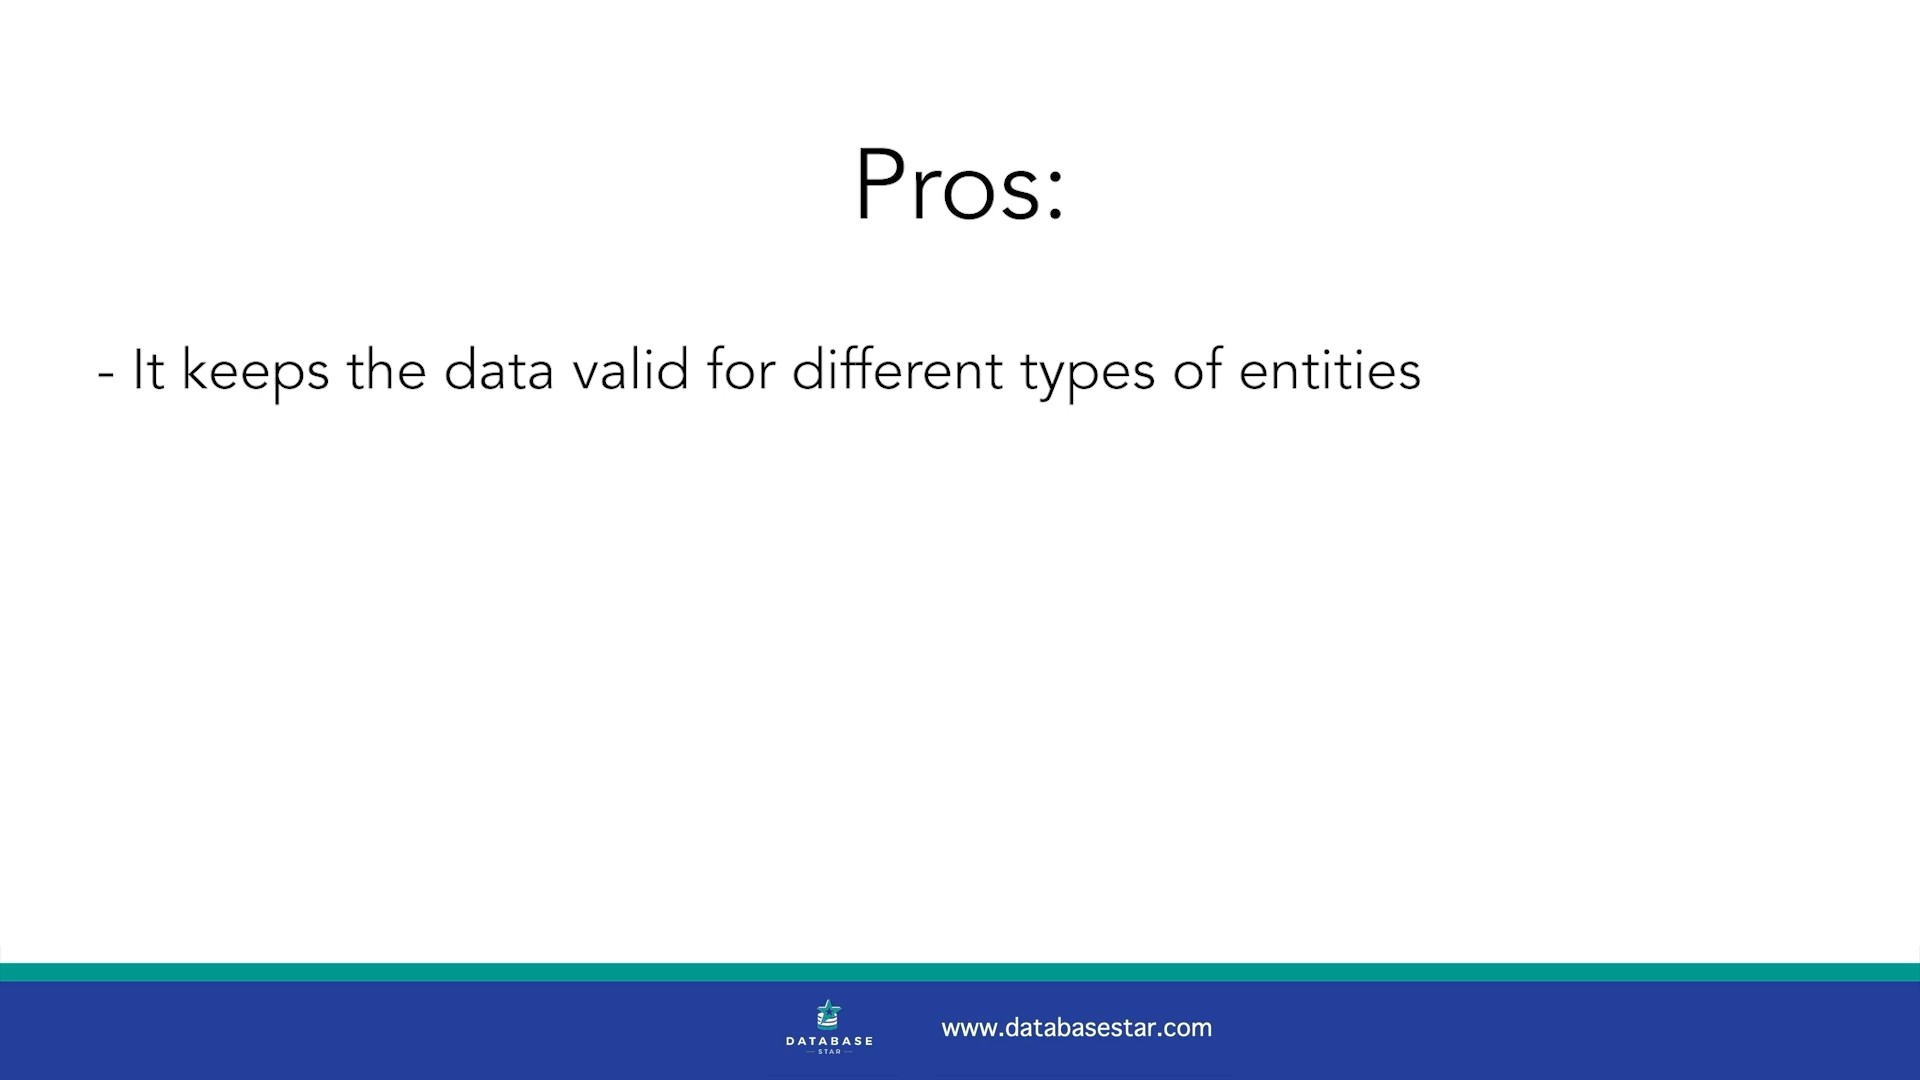 Pros:
- It keeps the data valid for different types of entities
DATABASE
STAR
www.databasestar.com